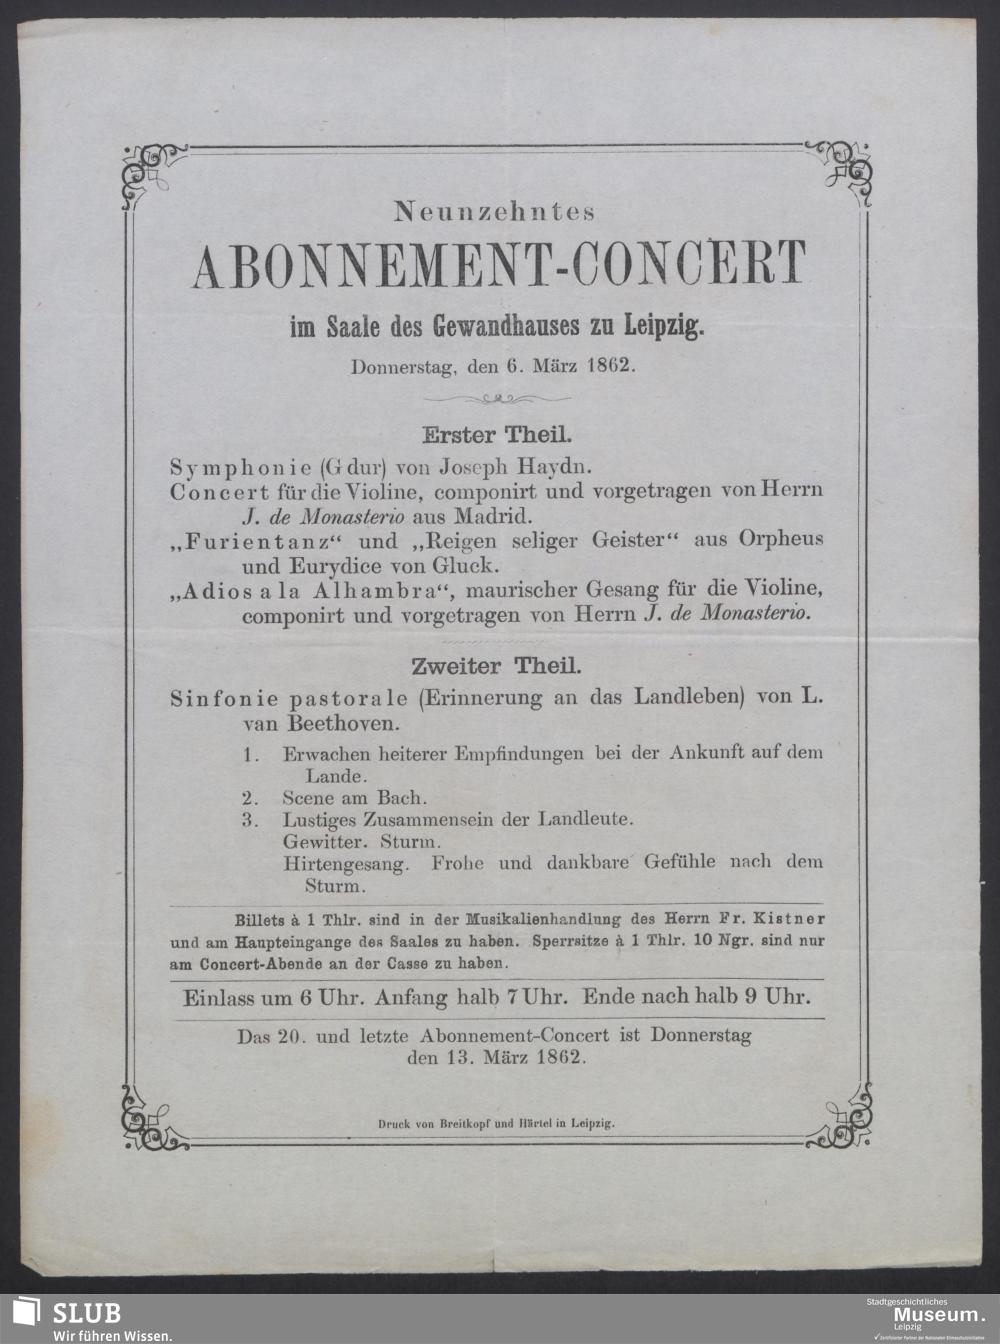 Neunzehntes
ABONNEMENT-CONCERT
im Saale des Gewandhauses zu Leipzig.
Donnerstag, den 6. März 1862.
Erster Theil.
Symphonie (G dur) von Joseph Haydn.
Concert für die Violine, componirt und vorgetragen von Herrn
J. de Monasterio aus Madrid.
„Furientanz“ und „Reigen seliger Geister“ aus Orpheus
und Eurydice von Gluck.
„Adios a la Alhambra“, maurischer Gesang für die Violine,
componirt und vorgetragen von Herrn J. de Monasterio.
Zweiter Theil.
Sinfonie pastorale (Erinnerung an das Landleben) von L.
van Beethoven.
1. Erwachen heiterer Empfindungen bei der Ankunft auf dem
Lande.
2. Scene am Bach.
3. Lustiges Zusammensein der Landleute.
Gewitter. Sturm.
Hirtengesang. Frohe und dankbare Gefühle nach dem
Sturm.
Billets à 1 Thlr. sind in der Musikalienhandlung des Herrn Fr. Kistner
und am Haupteingange des Saales zu haben. Sperrsitze à 1 Thlr. 10 Ngr. sind nur
am Concert-Abende an der Casse zu haben.
Einlass um 6 Uhr. Anfang halb 7 Uhr. Ende nach halb 9 Uhr.
Das 20. und letzte Abonnement-Concert ist Donnerstag
den 13. März 1862.
Druck von Breitkopf und Härtel in Leipzig.
SLUB
Wir führen Wissen.
Stadtgeschichtliches
Museum.
Leipzig
✓ Zertifizierter Partner der Nationalen Klimaschutzinitiative